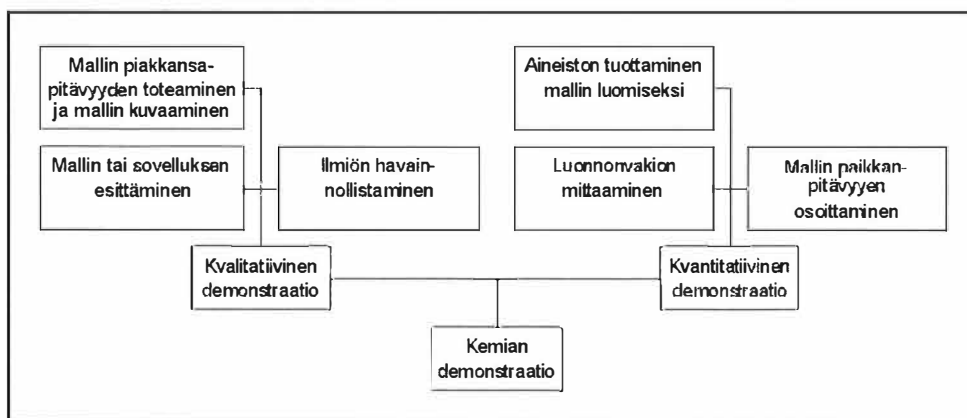 Mallin piakkansa-
pitävyyden toteaminen
ja mallin kuvaaminen
Aineiston tuottaminen
mallin luomiseksi
Mallin tai sovelluksen
esittäminen
Ilmiön havain-
nollistaminen
Luonnonvakion
mittaaminen
Mallin paikkan-
pitävyyen
osoittaminen
Kvalitatiivinen
demonstraatio
Kvantitatiivinen
demonstraatio
Kemian
demonstraatio